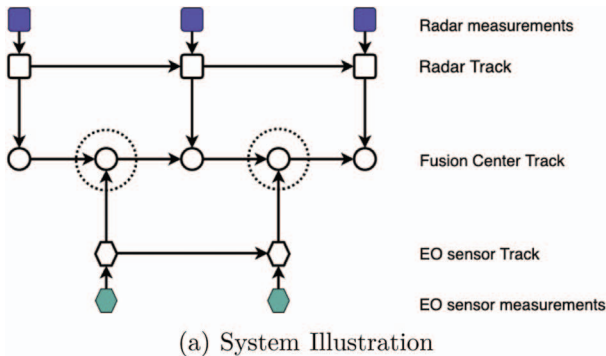 Radar measurements
Radar Track
Fusion Center Track
EO sensor Track
EO sensor measurements
(a) System Illustration